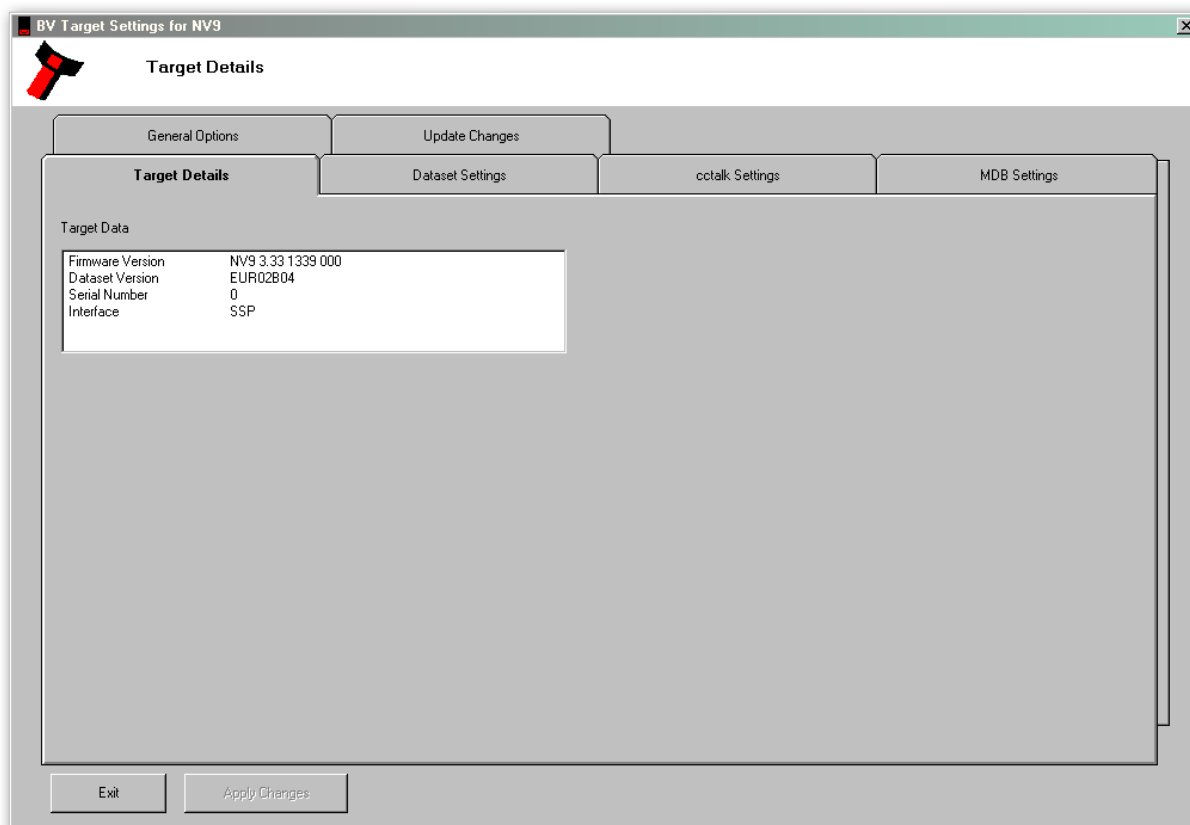 BV Target Settings for NV9
Target Details
General Options
Update Changes
Target Details
Dataset Settings
cctalk Settings
MDB Settings
Target Data
Firmware Version NV9 3.33 1339 000
Dataset Version EUR02B04
Serial Number 0
Interface SSP
Exit
Apply Changes